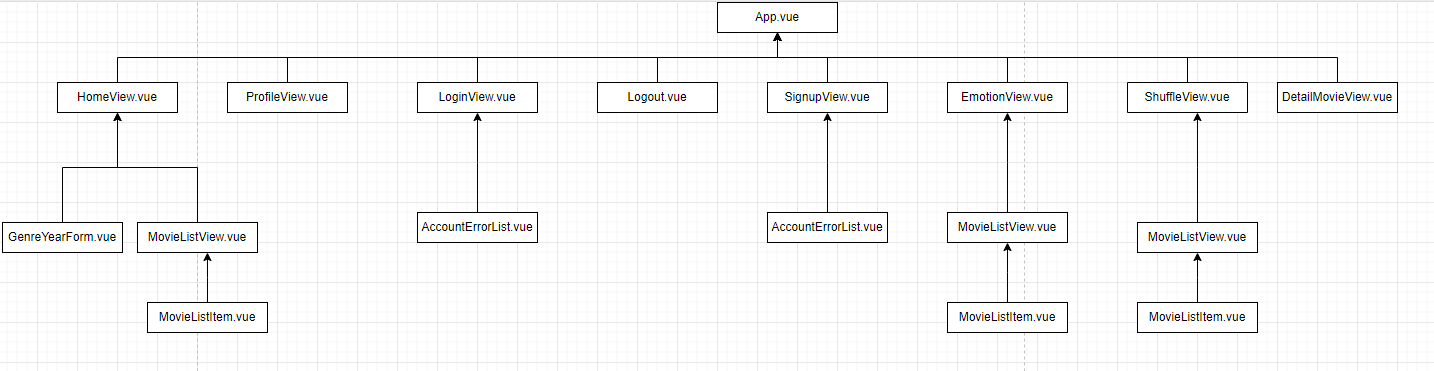 App.vue
HomeView.vue
ProfileView.vue
LoginView.vue
Logout.vue
SignupView.vue
EmotionView.vue
ShuffleView.vue
DetailMovieView.vue
GenreYearForm.vue
MovieListView.vue
AccountErrorList.vue
AccountErrorList.vue
MovieListView.vue
MovieListView.vue
MovieListItem.vue
MovieListItem.vue
MovieListItem.vue